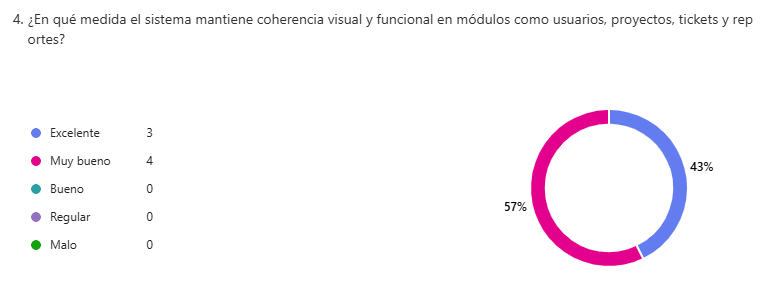 4. ¿En qué medida el sistema mantiene coherencia visual y funcional en módulos como usuarios, proyectos, tickets y rep
ortes?
Excelente 3
Muy bueno 4
Bueno 0
Regular 0
Malo 0
43%
57%